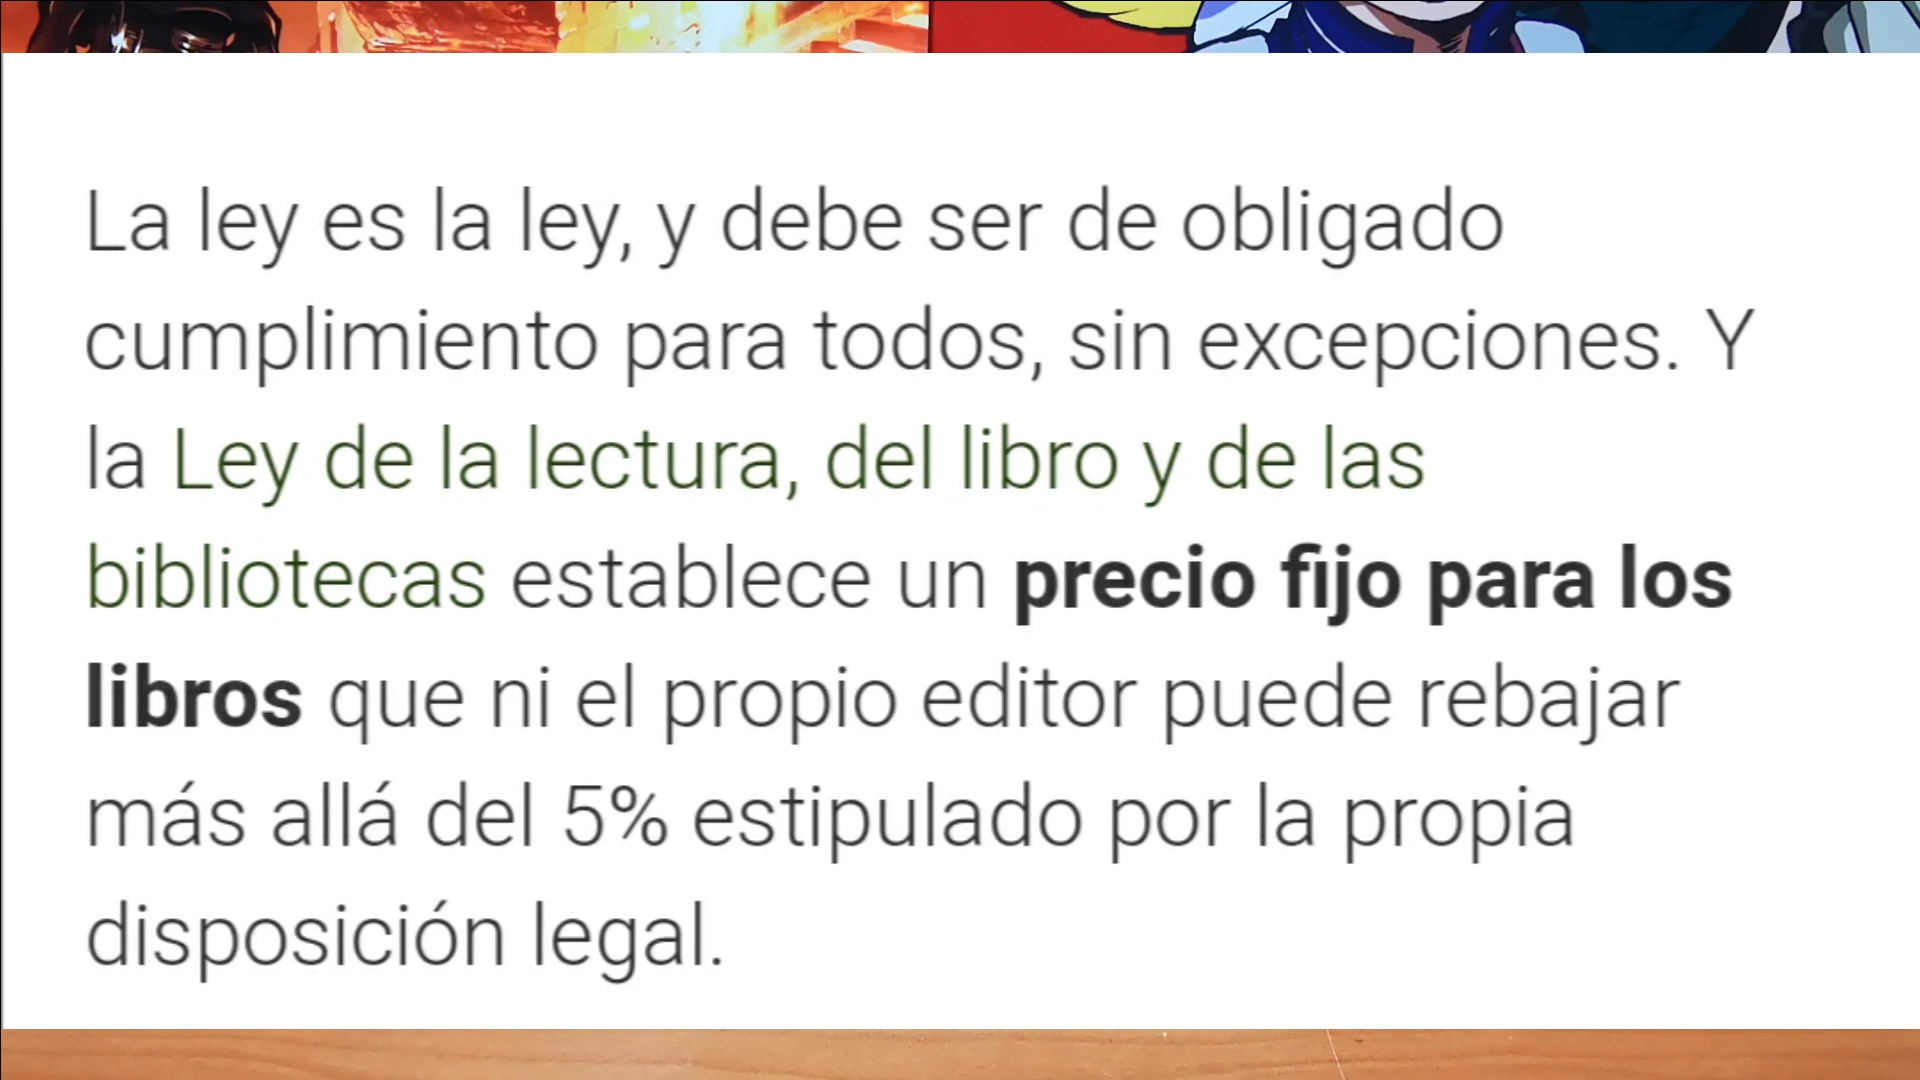 La ley es la ley, y debe ser de obligado
cumplimiento para todos, sin excepciones. Y
la Ley de la lectura, del libro y de las
bibliotecas establece un precio fijo para los
libros que ni el propio editor puede rebajar
más allá del 5% estipulado por la propia
disposición legal.